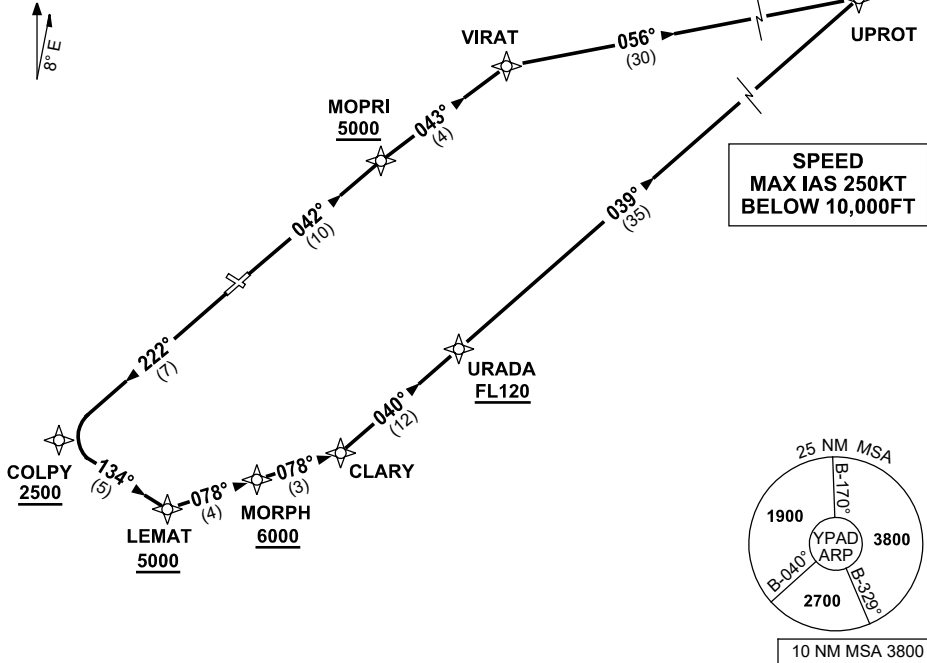 8° E
VIRAT
056°
(30)
UPROT
MOPRI
5000
043°
(4)
SPEED
MAX IAS 250KT
BELOW 10,000FT
042°
(10)
039°
(35)
222°
(7)
URADA
FL120
040°
(12)
COLPY
2500
134°
(5)
078°
(4)
078°
(3)
CLARY
LEMAT
5000
MORPH
6000
25 NM MSA
B-170°
1900
YPAD
ARP
3800
B-040°
B-329°
2700
10 NM MSA 3800